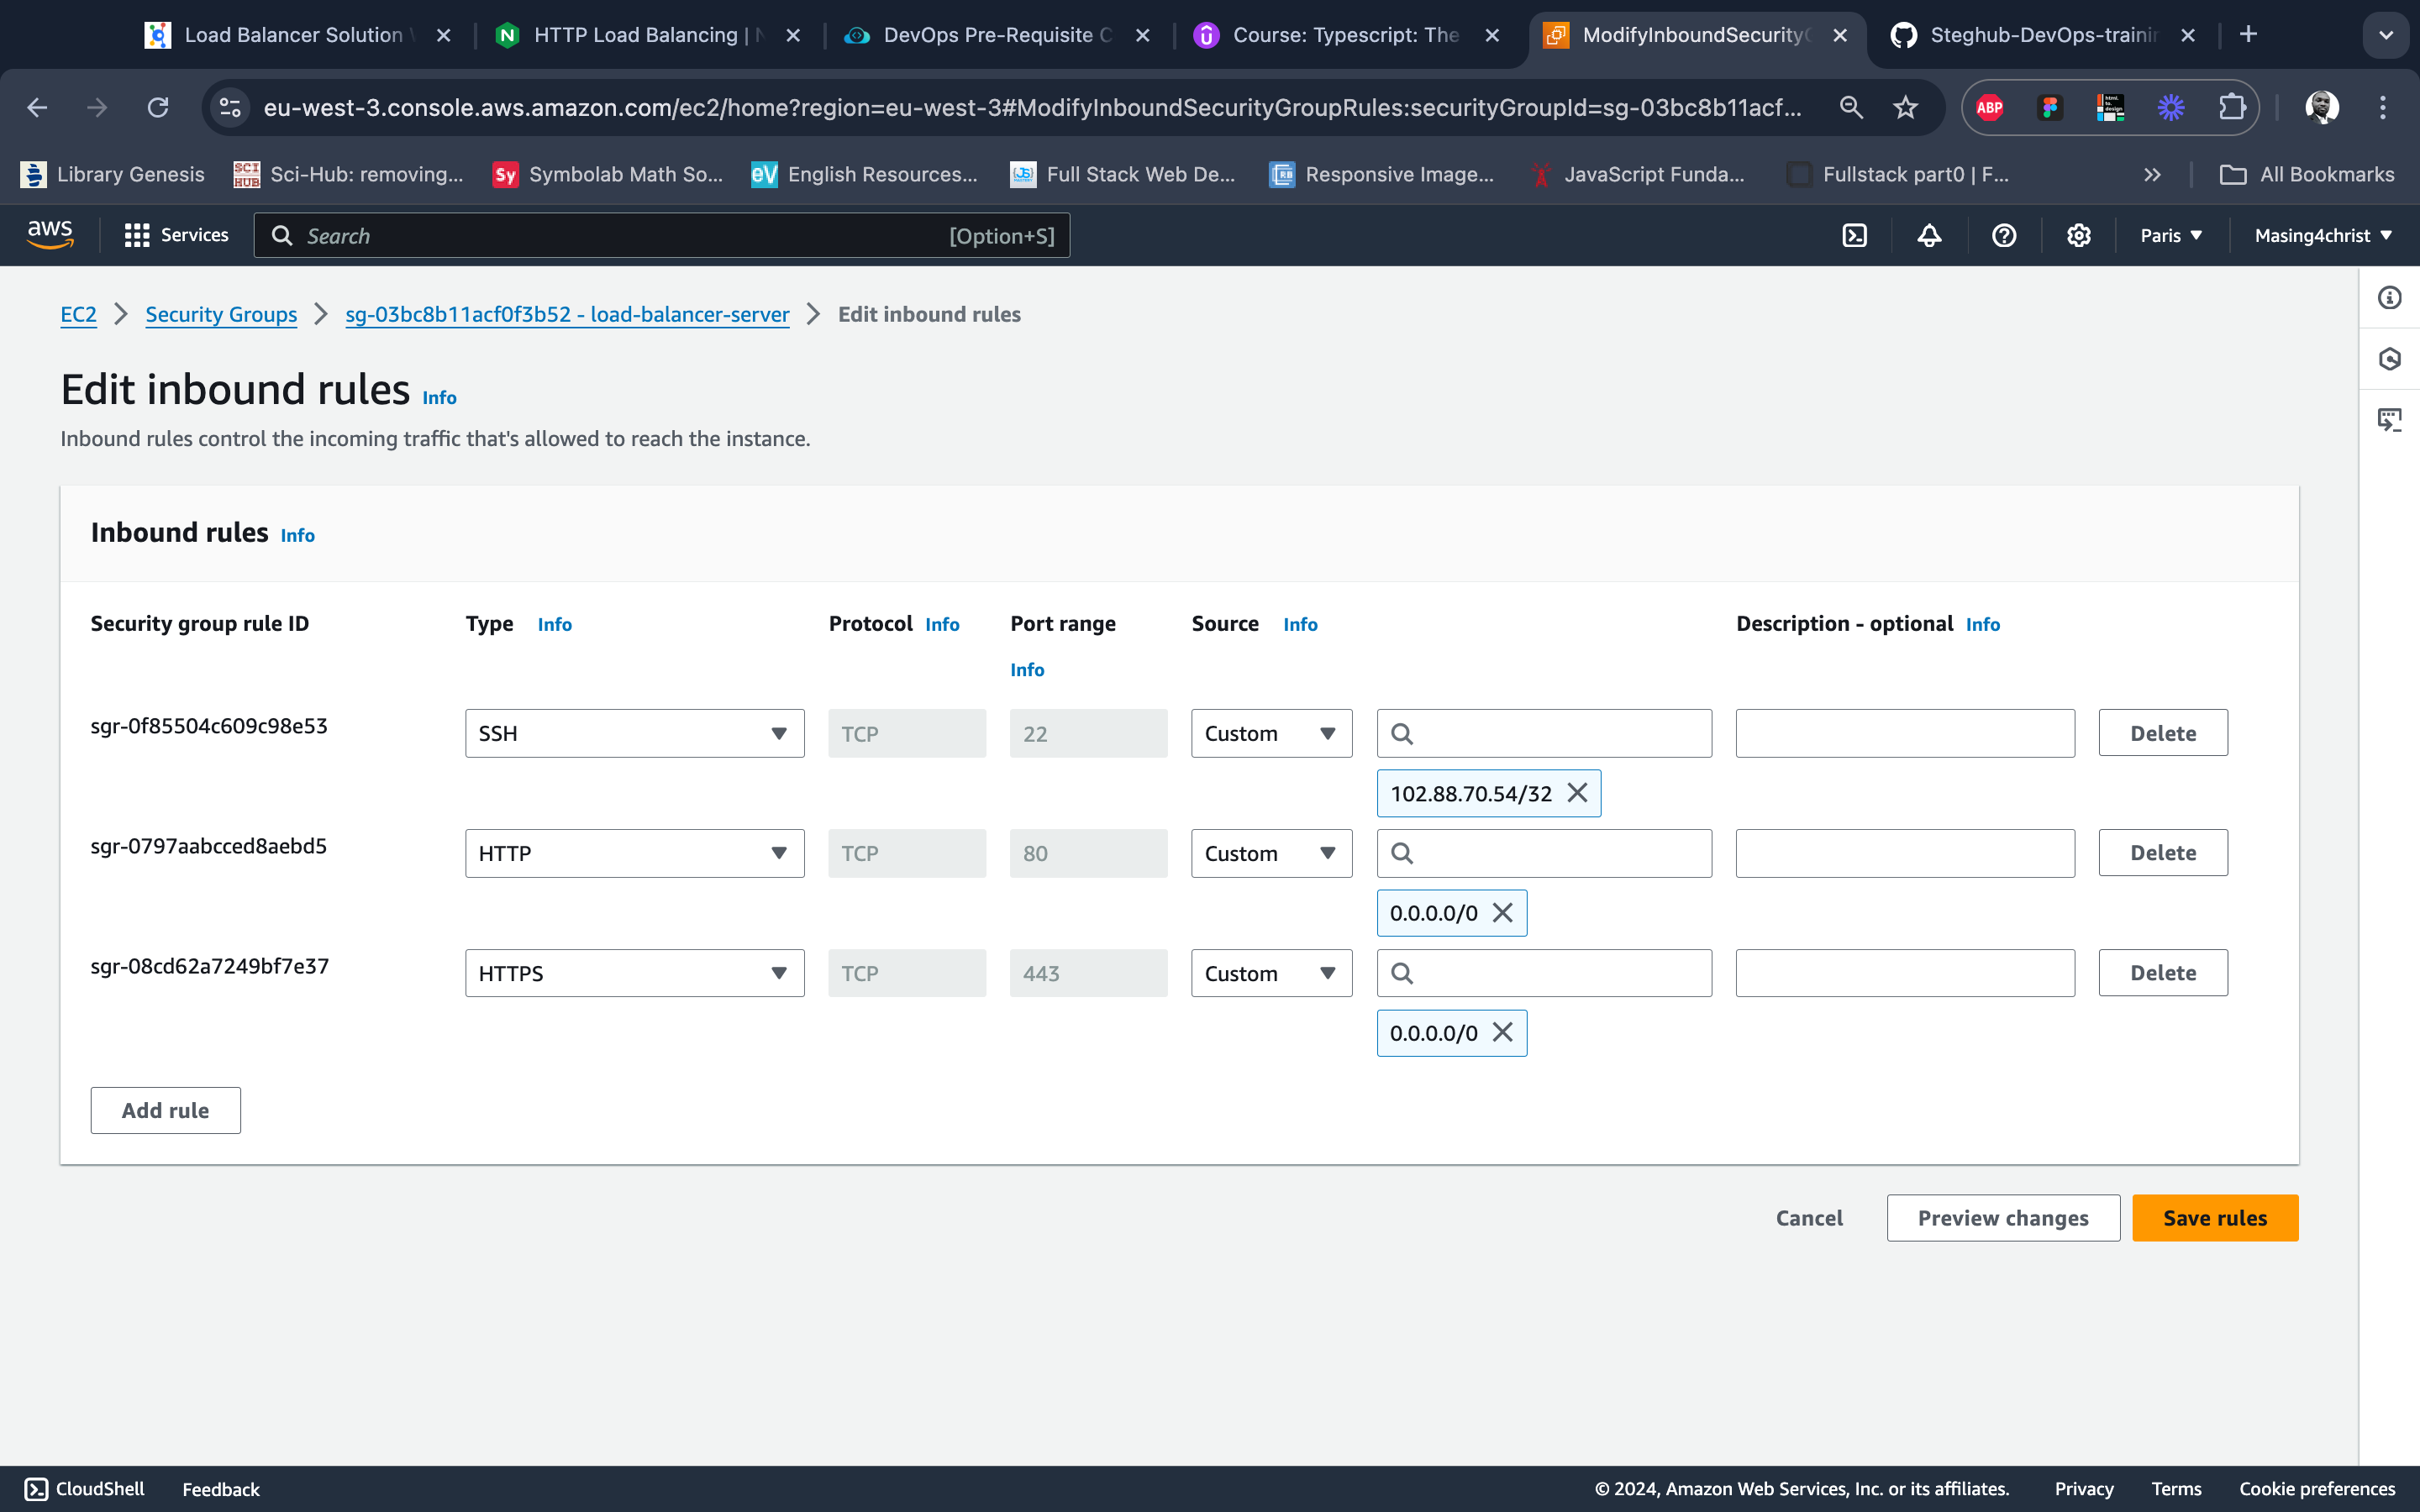 Load Balancer Solution
HTTP Load Balancing |
DevOps Pre-Requisite C
Course: Typescript: The
ModifyInboundSecurityG
Steghub-DevOps-trainin
eu-west-3.console.aws.amazon.com/ec2/home?region=eu-west-3#ModifyInboundSecurityGroupRules:securityGroupId=sg-03bc8b11acf...
ABP
Library Genesis
SCI HUB Sci-Hub: removing...
Sy Symbolab Math So...
eV English Resources...
JS Full Stack Web De...
Responsive Image...
JavaScript Funda...
Fullstack part0 | F...
All Bookmarks
aws
Services
Search
[Option+S]
Paris
Masing4christ
EC2
Security Groups
sg-03bc8b11acf0f3b52 - load-balancer-server
Edit inbound rules
Edit inbound rules Info
Inbound rules control the incoming traffic that's allowed to reach the instance.
Inbound rules Info
Security group rule ID Type Info Protocol Info Port range Info Source Info Description - optional Info
sgr-0f85504c609c98e53 SSH TCP 22 Custom Delete
102.88.70.54/32
sgr-0797aabcced8aebd5 HTTP TCP 80 Custom Delete
0.0.0.0/0
sgr-08cd62a7249bf7e37 HTTPS TCP 443 Custom Delete
0.0.0.0/0
Add rule
Cancel Preview changes Save rules
CloudShell Feedback © 2024, Amazon Web Services, Inc. or its affiliates. Privacy Terms Cookie preferences